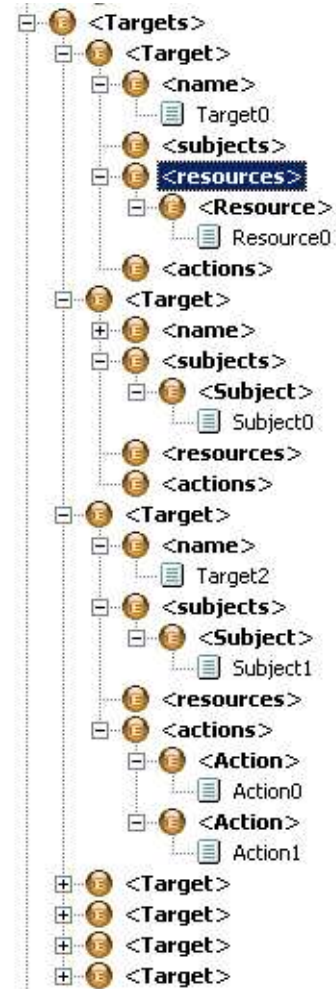 <Targets>
<Target>
<name>
Target0
<subjects>
<resources>
<Resource>
Resource0
<actions>
<Target>
<name>
<subjects>
<Subject>
Subject0
<resources>
<actions>
<Target>
<name>
Target2
<subjects>
<Subject>
Subject1
<resources>
<actions>
<Action>
Action0
<Action>
Action1
<Target>
<Target>
<Target>
<Target>